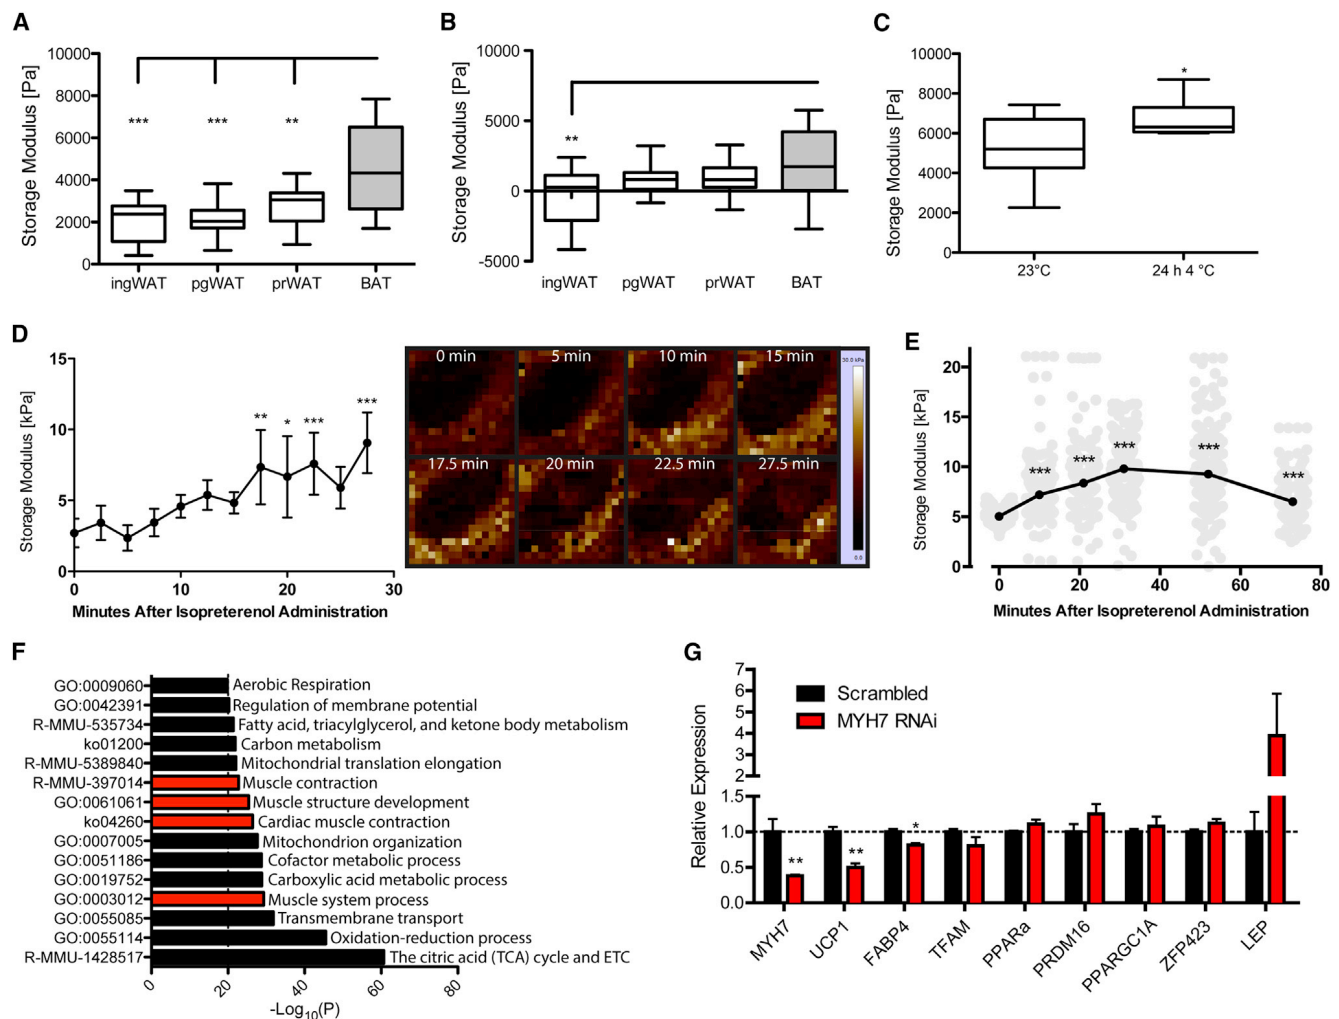 A
Storage Modulus [Pa]
10000
8000
6000
4000
2000
0
***
***
**
ingWAT
pgWAT
prWAT
BAT
B
Storage Modulus [Pa]
10000
5000
0
-5000
**
ingWAT
pgWAT
prWAT
BAT
C
Storage Modulus [Pa]
10000
8000
6000
4000
2000
0
*
23°C
24 h 4 °C
D
Storage Modulus [kPa]
15
10
5
0
**
*
***
***
0
10
20
30
Minutes After Isopreterenol Administration
0 min
5 min
10 min
15 min
17.5 min
20 min
22.5 min
27.5 min
30.0 kPa
0.0
E
Storage Modulus [kPa]
20
15
10
5
0
***
***
***
***
***
0
20
40
60
80
Minutes After Isopreterenol Administration
F
GO:0009060 Aerobic Respiration
GO:0042391 Regulation of membrane potential
R-MMU-535734 Fatty acid, triacylglycerol, and ketone body metabolism
ko01200 Carbon metabolism
R-MMU-5389840 Mitochondrial translation elongation
R-MMU-397014 Muscle contraction
GO:0061061 Muscle structure development
ko04260 Cardiac muscle contraction
GO:0007005 Mitochondrion organization
GO:0051186 Cofactor metabolic process
GO:0019752 Carboxylic acid metabolic process
GO:0003012 Muscle system process
GO:0055085 Transmembrane transport
GO:0055114 Oxidation-reduction process
R-MMU-1428517 The citric acid (TCA) cycle and ETC
0
20
40
60
80
-Log10(P)
G
Relative Expression
7
6
5
4
3
2
1.5
1.0
0.5
0.0
Scrambled
MYH7 RNAi
**
**
*
MYH7
UCP1
FABP4
TFAM
PPARa
PRDM16
PPARGC1A
ZFP423
LEP